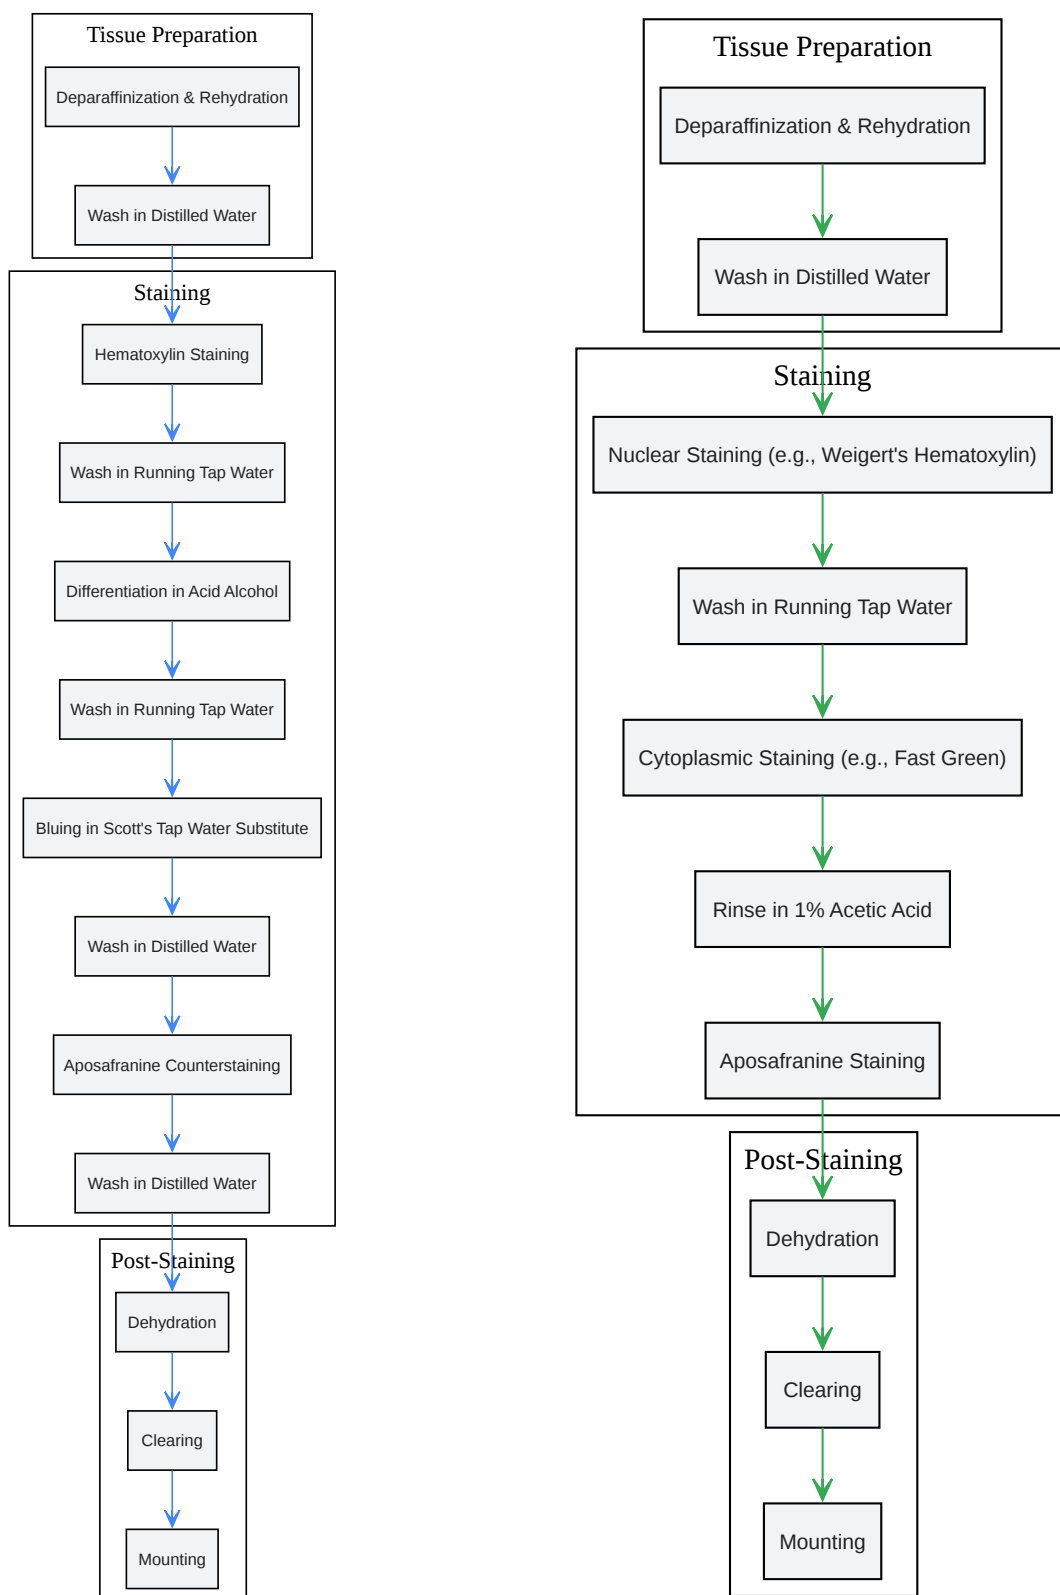 Tissue Preparation
Deparaffinization & Rehydration
Wash in Distilled Water
Staining
Hematoxylin Staining
Wash in Running Tap Water
Differentiation in Acid Alcohol
Wash in Running Tap Water
Bluing in Scott's Tap Water Substitute
Wash in Distilled Water
Aposafranine Counterstaining
Wash in Distilled Water
Post-Staining
Dehydration
Clearing
Mounting
Tissue Preparation
Deparaffinization & Rehydration
Wash in Distilled Water
Staining
Nuclear Staining (e.g., Weigert's Hematoxylin)
Wash in Running Tap Water
Cytoplasmic Staining (e.g., Fast Green)
Rinse in 1% Acetic Acid
Aposafranine Staining
Post-Staining
Dehydration
Clearing
Mounting